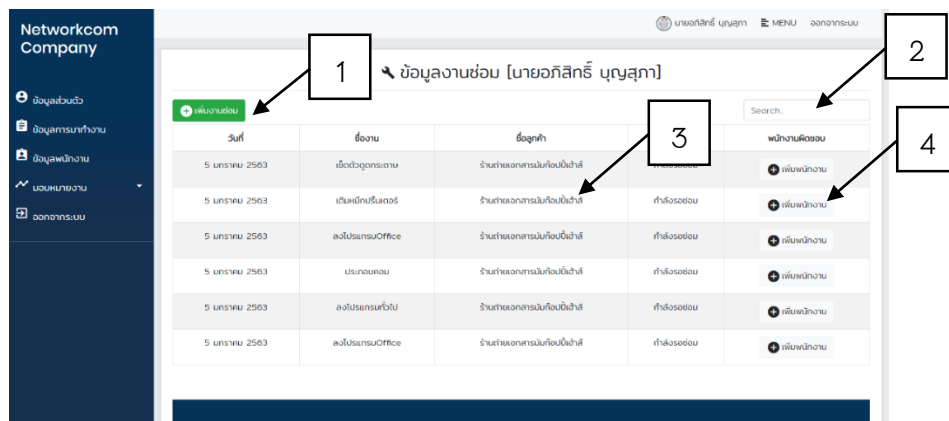 Networkcom
Company
นายอภิสิทธิ์ บุญสุภา MENU ออกจากระบบ
ข้อมูลส่วนตัว
ข้อมูลการมาทำงาน
ข้อมูลพนักงาน
มอบหมายงาน
ออกจากระบบ
1
2
3
4
ข้อมูลงานซ่อม [นายอภิสิทธิ์ บุญสุภา]
เพิ่มงานซ่อม
Search..
วันที่ ชื่องาน ชื่อลูกค้า พนักงานผิดชอบ
5 มกราคม 2563 เช็ดตัวดูดกระดาษ ร้านถ่ายเอกสารมันก๊อปปี้เฮ้าส์ กำลังรอซ่อม เพิ่มพนักงาน
5 มกราคม 2563 เติมหมึกปริ้นเตอร์ ร้านถ่ายเอกสารมันก๊อปปี้เฮ้าส์ กำลังรอซ่อม เพิ่มพนักงาน
5 มกราคม 2563 ลงโปรแกรมOffice ร้านถ่ายเอกสารมันก๊อปปี้เฮ้าส์ กำลังรอซ่อม เพิ่มพนักงาน
5 มกราคม 2563 ประกอบคอม ร้านถ่ายเอกสารมันก๊อปปี้เฮ้าส์ กำลังรอซ่อม เพิ่มพนักงาน
5 มกราคม 2563 ลงโปรแกรมทั่วไป ร้านถ่ายเอกสารมันก๊อปปี้เฮ้าส์ กำลังรอซ่อม เพิ่มพนักงาน
5 มกราคม 2563 ลงโปรแกรมOffice ร้านถ่ายเอกสารมันก๊อปปี้เฮ้าส์ กำลังรอซ่อม เพิ่มพนักงาน